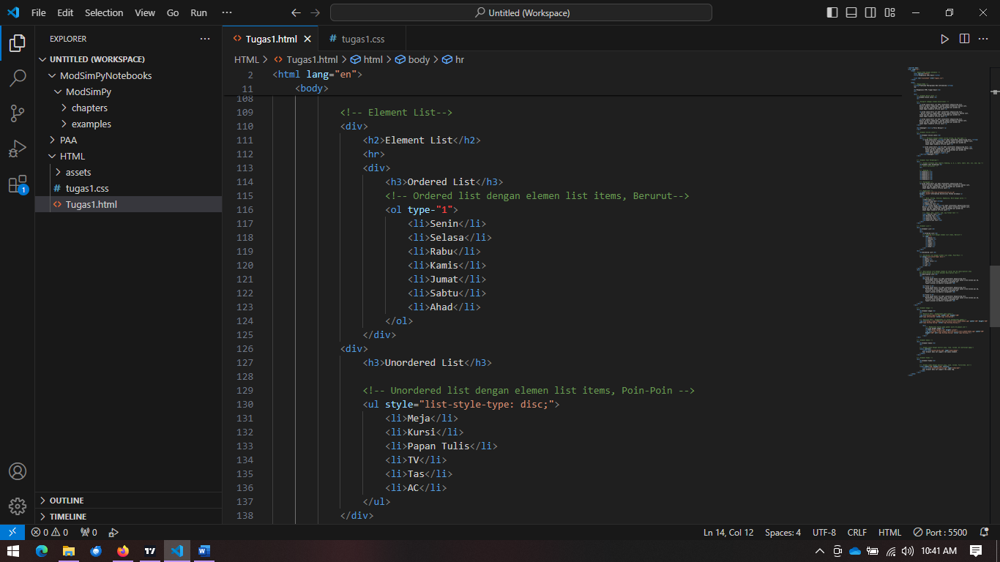 File Edit Selection View Go Run ···
Untitled (Workspace)
EXPLORER
UNTITLED (WORKSPACE)
ModSimPyNotebooks
ModSimPy
chapters
examples
PAA
HTML
assets
# tugas1.css
<> Tugas1.html
OUTLINE
TIMELINE
1
<> Tugas1.html
# tugas1.css
HTML > <> Tugas1.html > html > body > hr
2 <html lang="en">
11 <body>
108
109 <!-- Element List-->
110 <div>
111 <h2>Element List</h2>
112 <hr>
113 <div>
114 <h3>Ordered List</h3>
115 <!-- Ordered list dengan elemen list items, Berurut-->
116 <ol type="1">
117 <li>Senin</li>
118 <li>Selasa</li>
119 <li>Rabu</li>
120 <li>Kamis</li>
121 <li>Jumat</li>
122 <li>Sabtu</li>
123 <li>Ahad</li>
124 </ol>
125 </div>
126 <div>
127 <h3>Unordered List</h3>
128
129 <!-- Unordered list dengan elemen list items, Poin-Poin -->
130 <ul style="list-style-type: disc;">
131 <li>Meja</li>
132 <li>Kursi</li>
133 <li>Papan Tulis</li>
134 <li>TV</li>
135 <li>Tas</li>
136 <li>AC</li>
137 </ul>
138 </div>
0 0 0 Ln 14, Col 12 Spaces: 4 UTF-8 CRLF HTML Port : 5500
10:41 AM